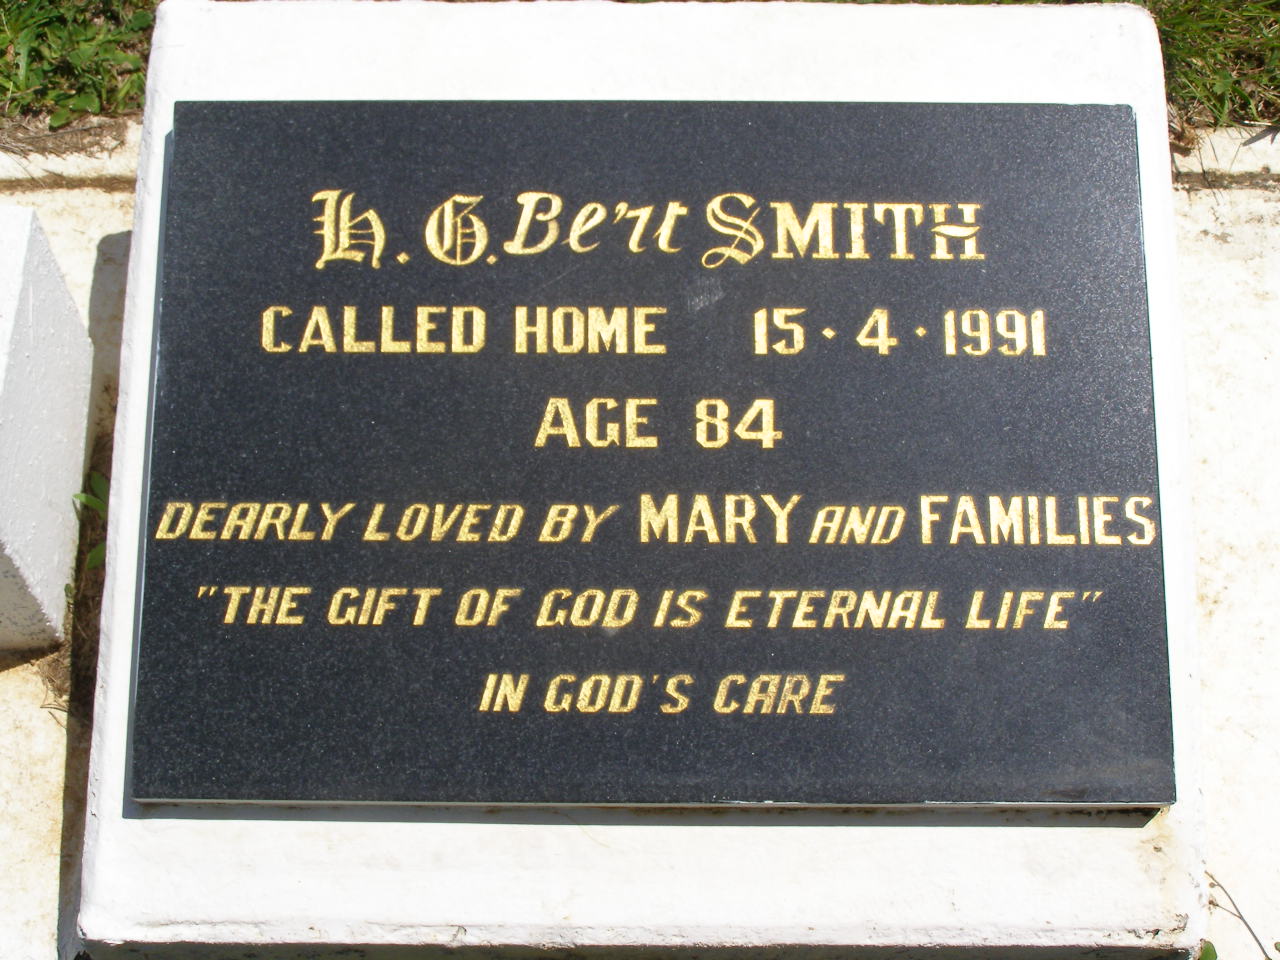 H. G. Bert SMITH
CALLED HOME 15·4·1991
AGE 84
DEARLY LOVED BY MARY AND FAMILIES
"THE GIFT OF GOD IS ETERNAL LIFE"
IN GOD'S CARE